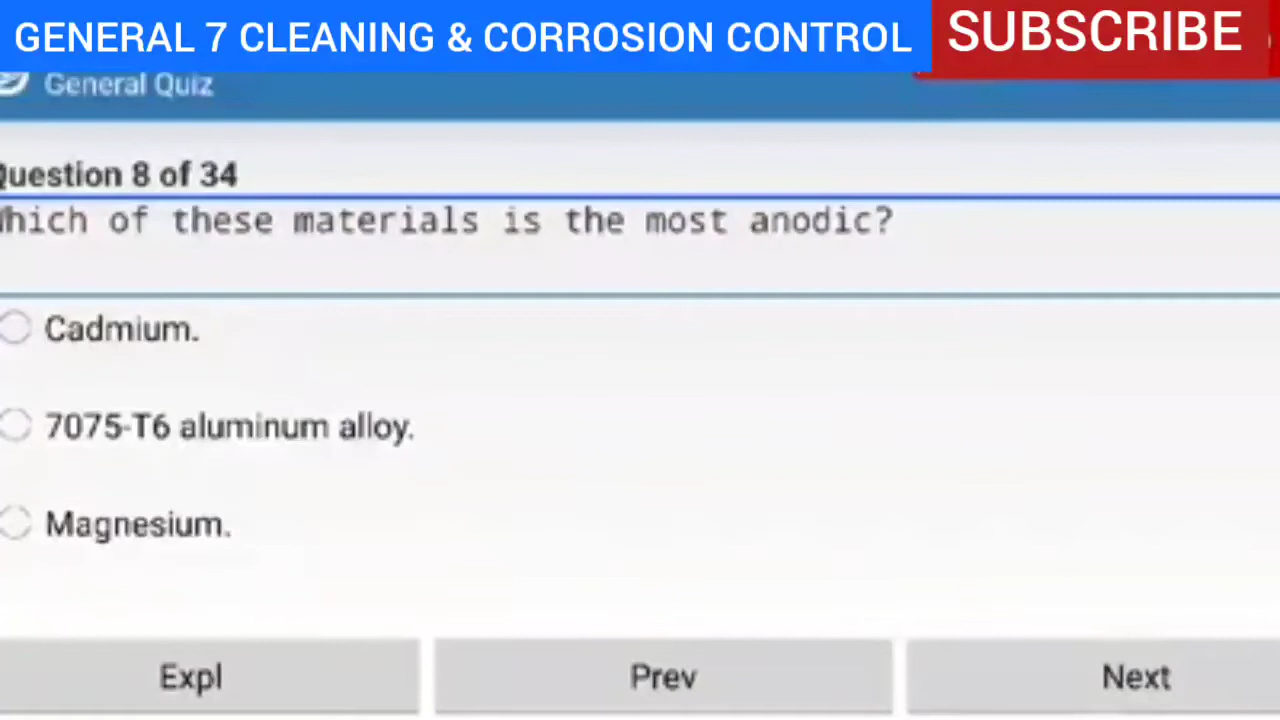 GENERAL 7 CLEANING & CORROSION CONTROL
SUBSCRIBE
General Quiz
Question 8 of 34
Which of these materials is the most anodic?
Cadmium.
7075-T6 aluminum alloy.
Magnesium.
Expl
Prev
Next